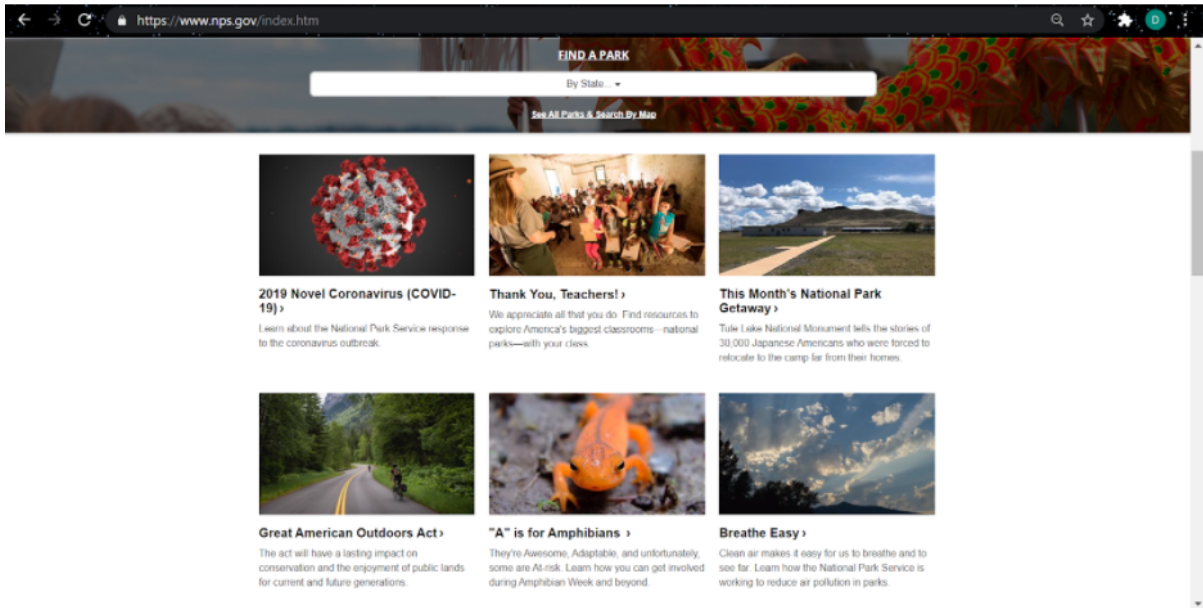 https://www.nps.gov/index.htm
D
FIND A PARK
By State...
See All Parks & Search By Map
2019 Novel Coronavirus (COVID-
19) ›
Learn about the National Park Service response
to the coronavirus outbreak.
Thank You, Teachers! ›
We appreciate all that you do. Find resources to
explore America's biggest classrooms—national
parks—with your class.
This Month's National Park
Getaway ›
Tule Lake National Monument tells the stories of
30,000 Japanese Americans who were forced to
relocate to the camp far from their homes.
Great American Outdoors Act ›
The act will have a lasting impact on
conservation and the enjoyment of public lands
for current and future generations.
"A" is for Amphibians ›
They're Awesome, Adaptable, and unfortunately,
some are At-risk. Learn how you can get involved
during Amphibian Week and beyond.
Breathe Easy ›
Clean air makes it easy for us to breathe and to
see far. Learn how the National Park Service is
working to reduce air pollution in parks.